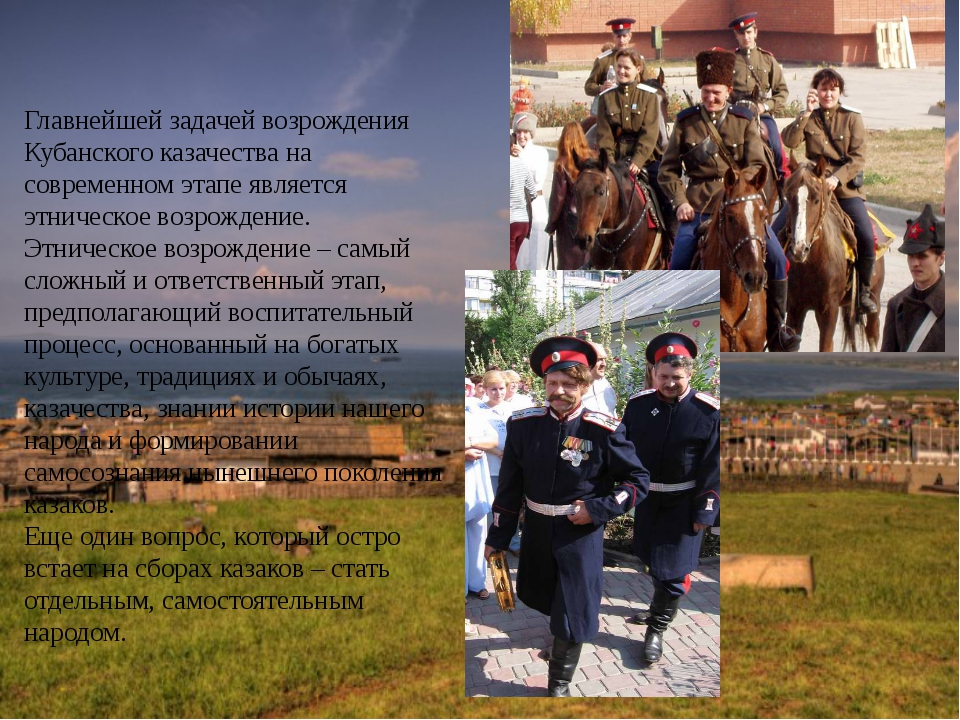 Главнейшей задачей возрождения
Кубанского казачества на
современном этапе является
этническое возрождение.
Этническое возрождение – самый
сложный и ответственный этап,
предполагающий воспитательный
процесс, основанный на богатых
культуре, традициях и обычаях,
казачества, знании истории нашего
народа и формировании
самосознания нынешнего поколения
казаков.
Еще один вопрос, который остро
встает на сборах казаков – стать
отдельным, самостоятельным
народом.